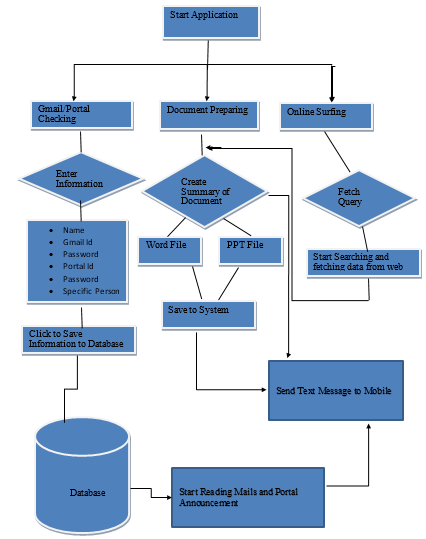 Start Application
Gmail/Portal
Checking
Document Preparing
Online Surfing
Enter
Information
Create
Summary of
Document
Fetch
Query
• Name
• Gmail Id
• Password
• Portal Id
• Password
• Specific Person
Word File
PPT File
Start Searching and
fetching data from web
Save to System
Click to Save
Information to Database
Send Text Message to Mobile
Database
Start Reading Mails and Portal
Announcement